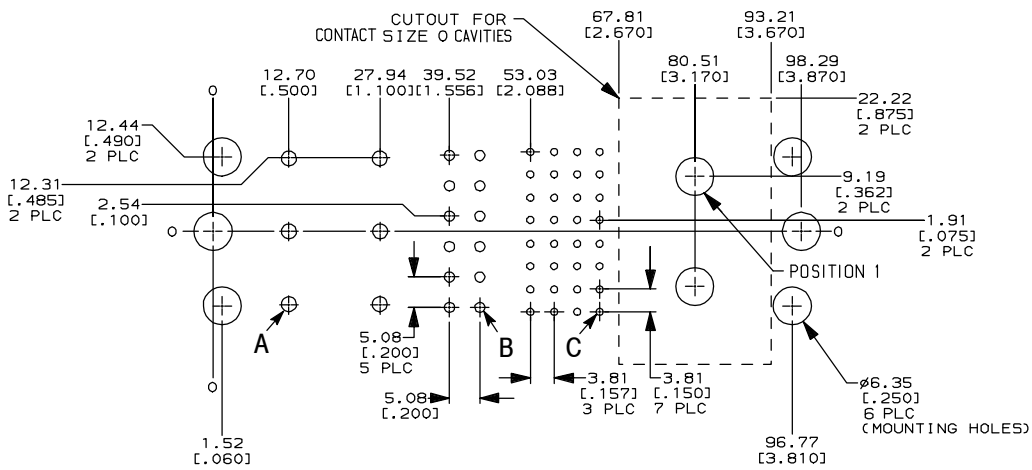 CUTOUT FOR
CONTACT SIZE 0 CAVITIES
67.81
[2.670]
93.21
[3.670]
80.51
[3.170]
98.29
[3.870]
12.70
[.500]
27.94
[1.100]
39.52
[1.556]
53.03
[2.088]
22.22
[.875]
2 PLC
0
12.44
[.490]
2 PLC
12.31
[.485]
2 PLC
9.19
[.362]
2 PLC
2.54
[.100]
1.91
[.075]
2 PLC
0
0
POSITION 1
A
B
C
5.08
[.200]
5 PLC
0
5.08
[.200]
3.81
[.157]
3 PLC
3.81
[.150]
7 PLC
ø6.35
[.250]
6 PLC
(MOUNTING HOLES)
1.52
[.060]
96.77
[3.810]